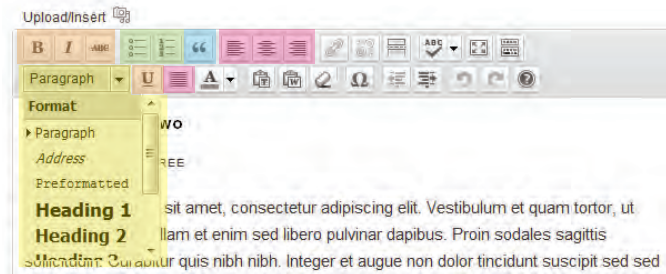 Upload/Insert
B I ABC “ ABC
Paragraph U A T W Ω ?
Format
Paragraph
WO
Address
REE
Preformatted
Heading 1 sit amet, consectetur adipiscing elit. Vestibulum et quam tortor, ut
Heading 2 llam et enim sed libero pulvinar dapibus. Proin sodales sagittis
quis nibh nibh. Integer et augue non dolor tincidunt suscipit sed sed